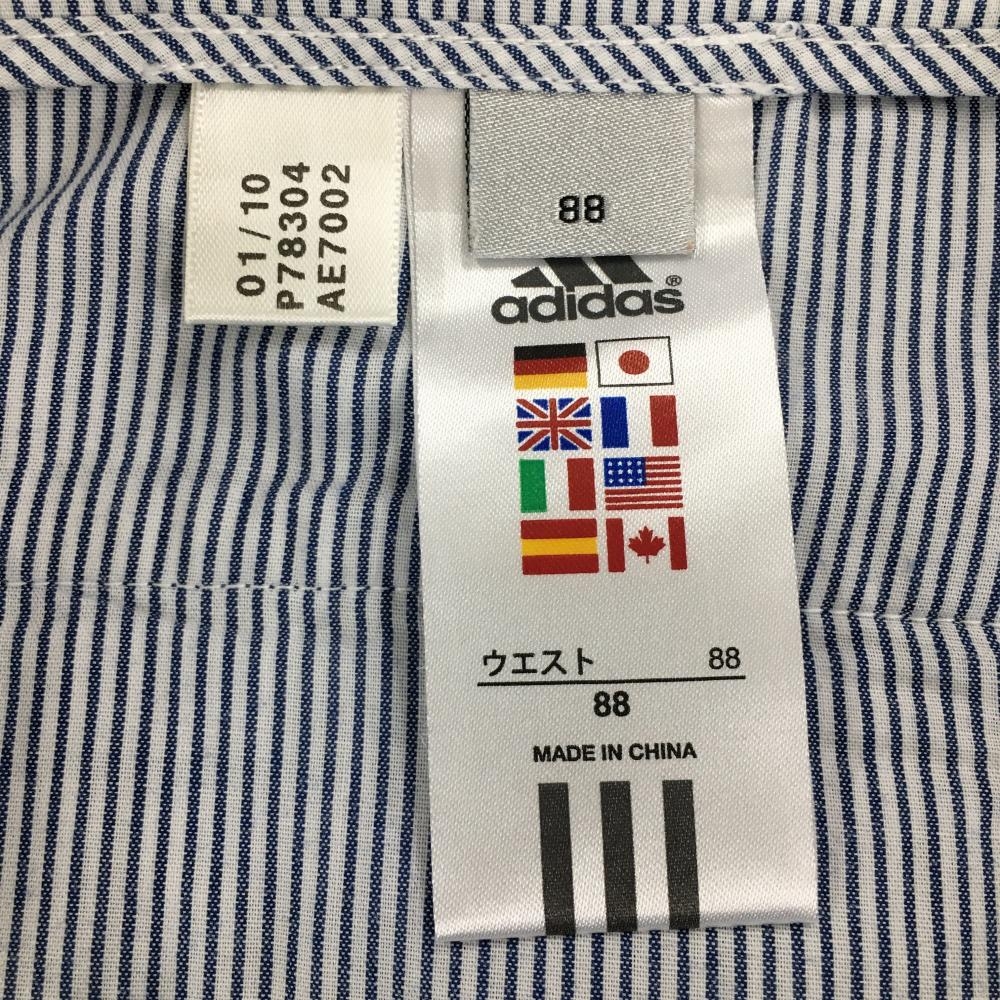 01/10
P78304
AE7002
88
adidas®
ウエスト 88
88
MADE IN CHINA